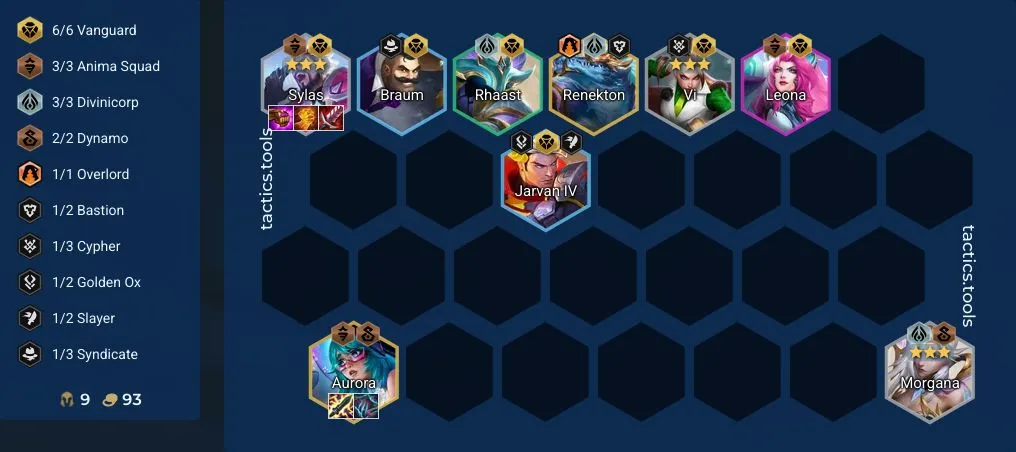 6/6 Vanguard
3/3 Anima Squad
3/3 Divinicorp
2/2 Dynamo
1/1 Overlord
1/2 Bastion
1/3 Cypher
1/2 Golden Ox
1/2 Slayer
1/3 Syndicate
9 93
Sylas Braum Rhaast Renekton Vi Leona
tactics.tools
Jarvan IV
tactics.tools
Aurora Morgana